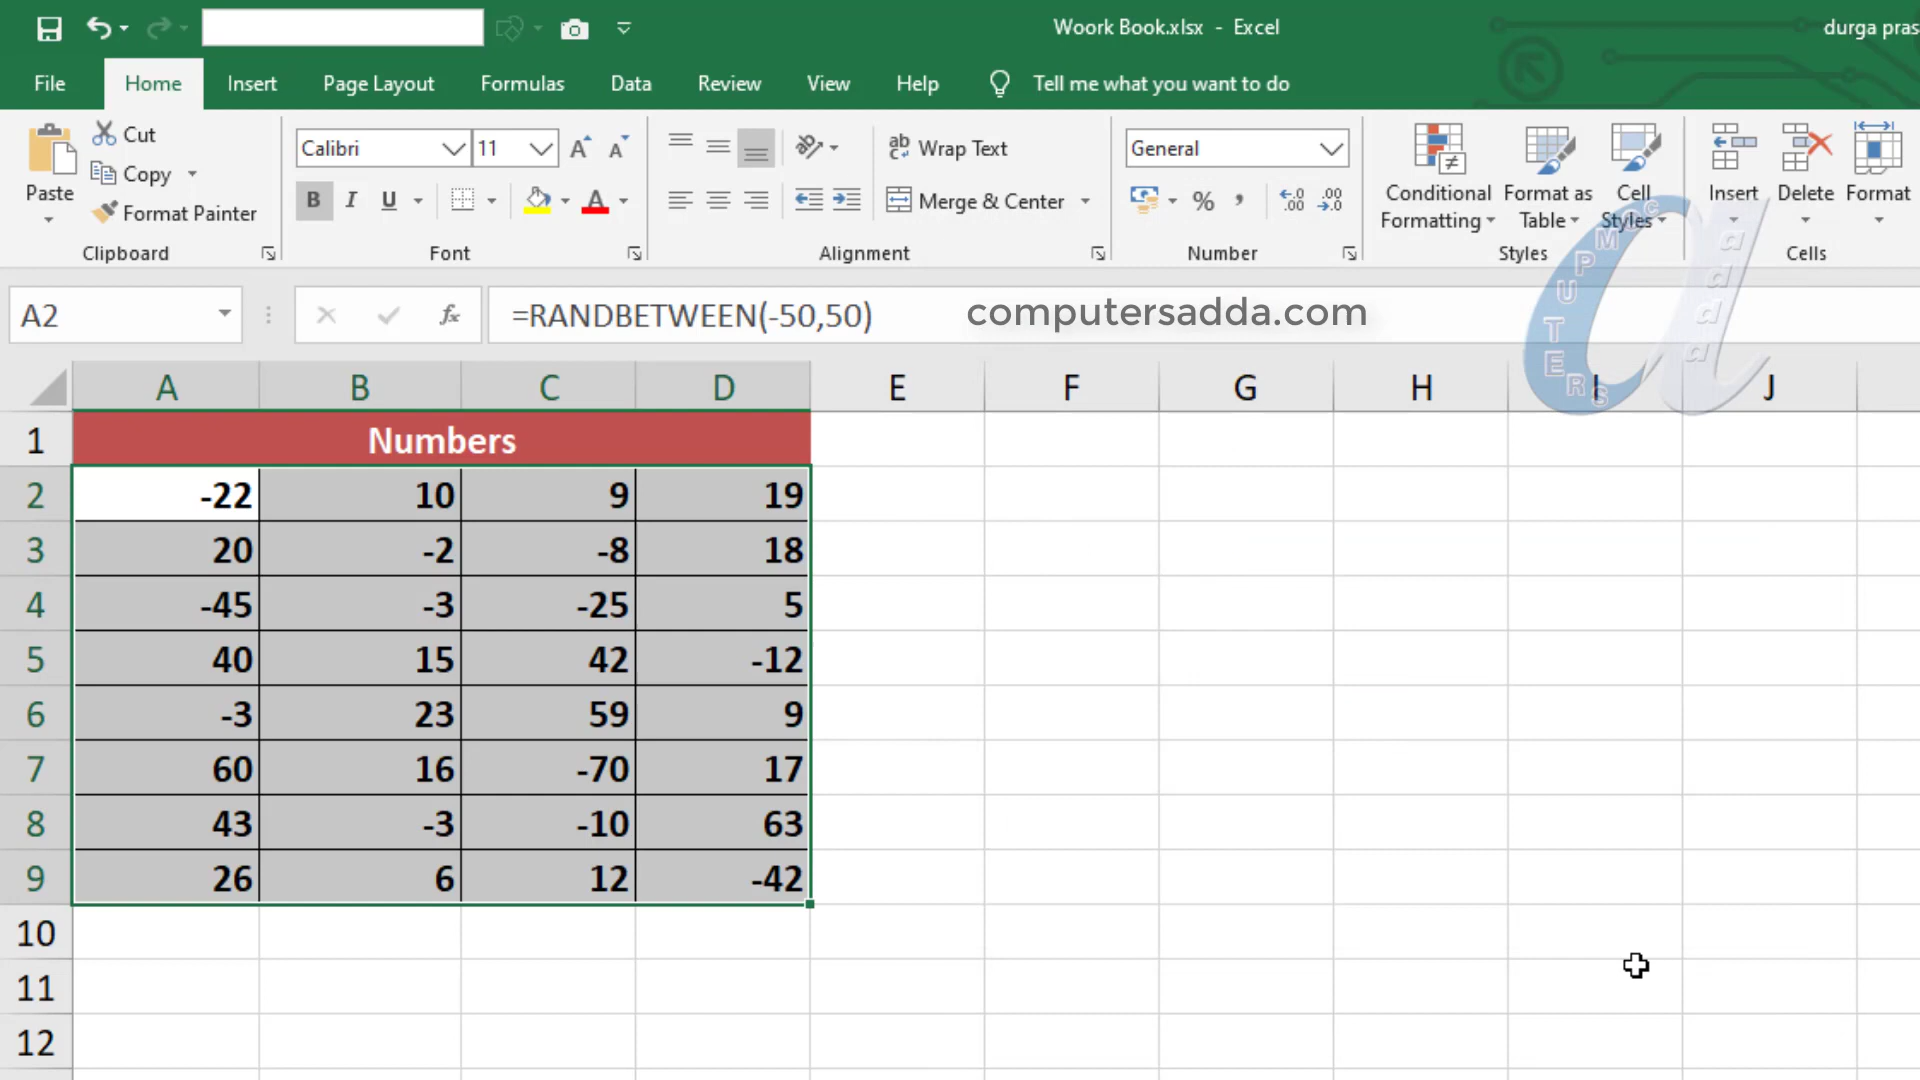 Woork Book.xlsx - Excel
durga pras
File Home Insert Page Layout Formulas Data Review View Help Tell me what you want to do
Paste
Cut
Copy
Format Painter
Clipboard
Calibri 11
B I U
Font
Wrap Text
Merge & Center
Alignment
General
Number
Conditional Formatting
Format as Table
Cell Styles
Styles
Insert Delete Format
Cells
A2 fx =RANDBETWEEN(-50,50)
computersadda.com
COMPUTERS
adda
A B C D E F G H I J
1 Numbers
2 -22 10 9 19
3 20 -2 -8 18
4 -45 -3 -25 5
5 40 15 42 -12
6 -3 23 59 9
7 60 16 -70 17
8 43 -3 -10 63
9 26 6 12 -42
10
11
12